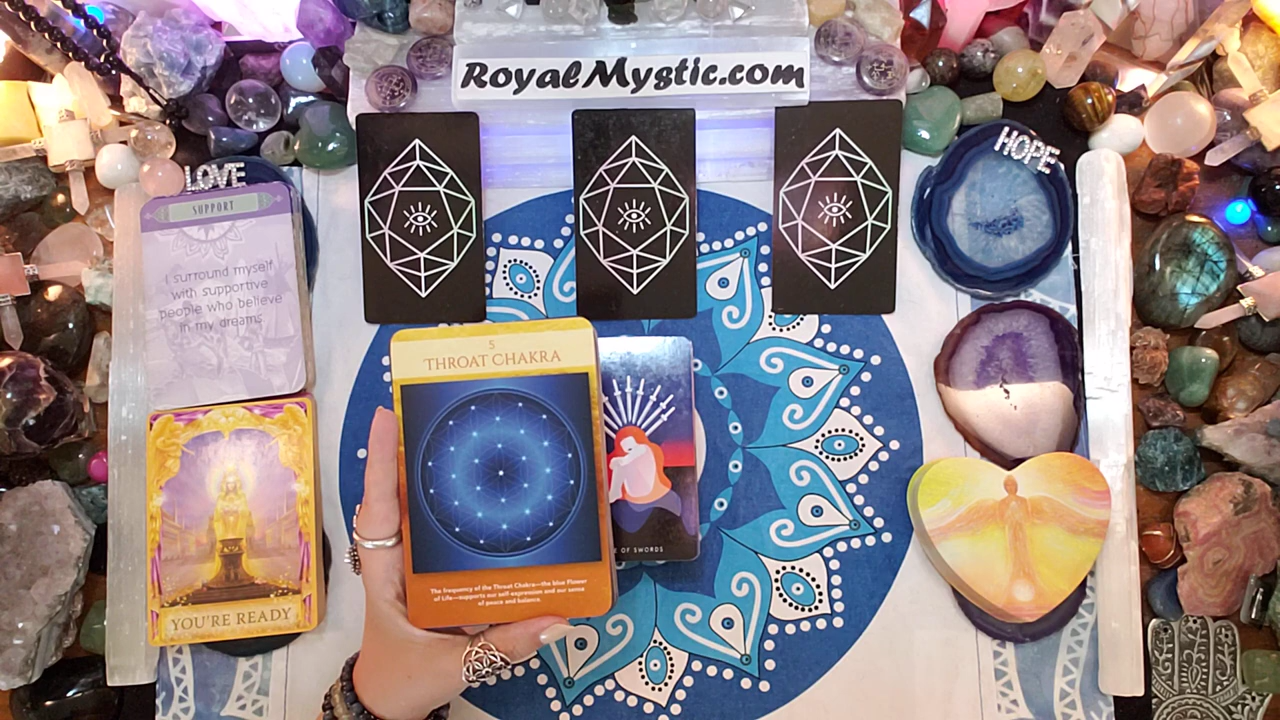 RoyalMystic.com
LOVE
HOPE
SUPPORT
I surround myself
with supportive
people who believe
in my dreams.
5
THROAT CHAKRA
The frequency of the Throat Chakra—the blue Flower
of Life—supports our self-expression and our sense
of peace and balance.
OF SWORDS
YOU'RE READY